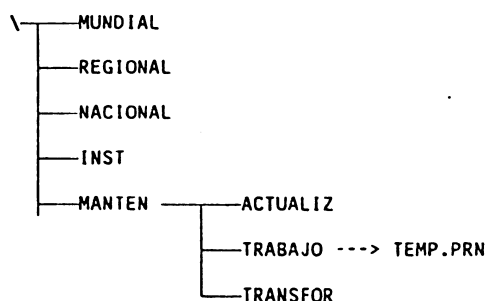 \ MUNDIAL
REGIONAL
NACIONAL
INST
MANTEN ACTUALIZ
TRABAJO ---> TEMP.PRN
TRANSFOR